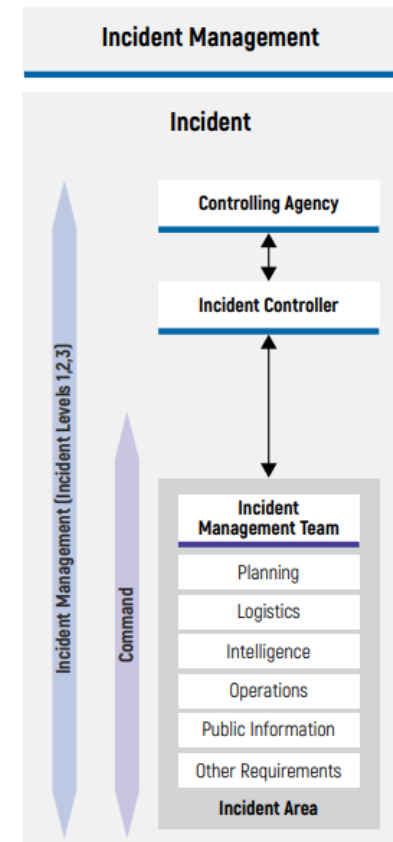 Incident Management
Incident
Controlling Agency
Incident Controller
Incident Management (Incident Levels 1,2,3)
Command
Incident
Management Team
Planning
Logistics
Intelligence
Operations
Public Information
Other Requirements
Incident Area